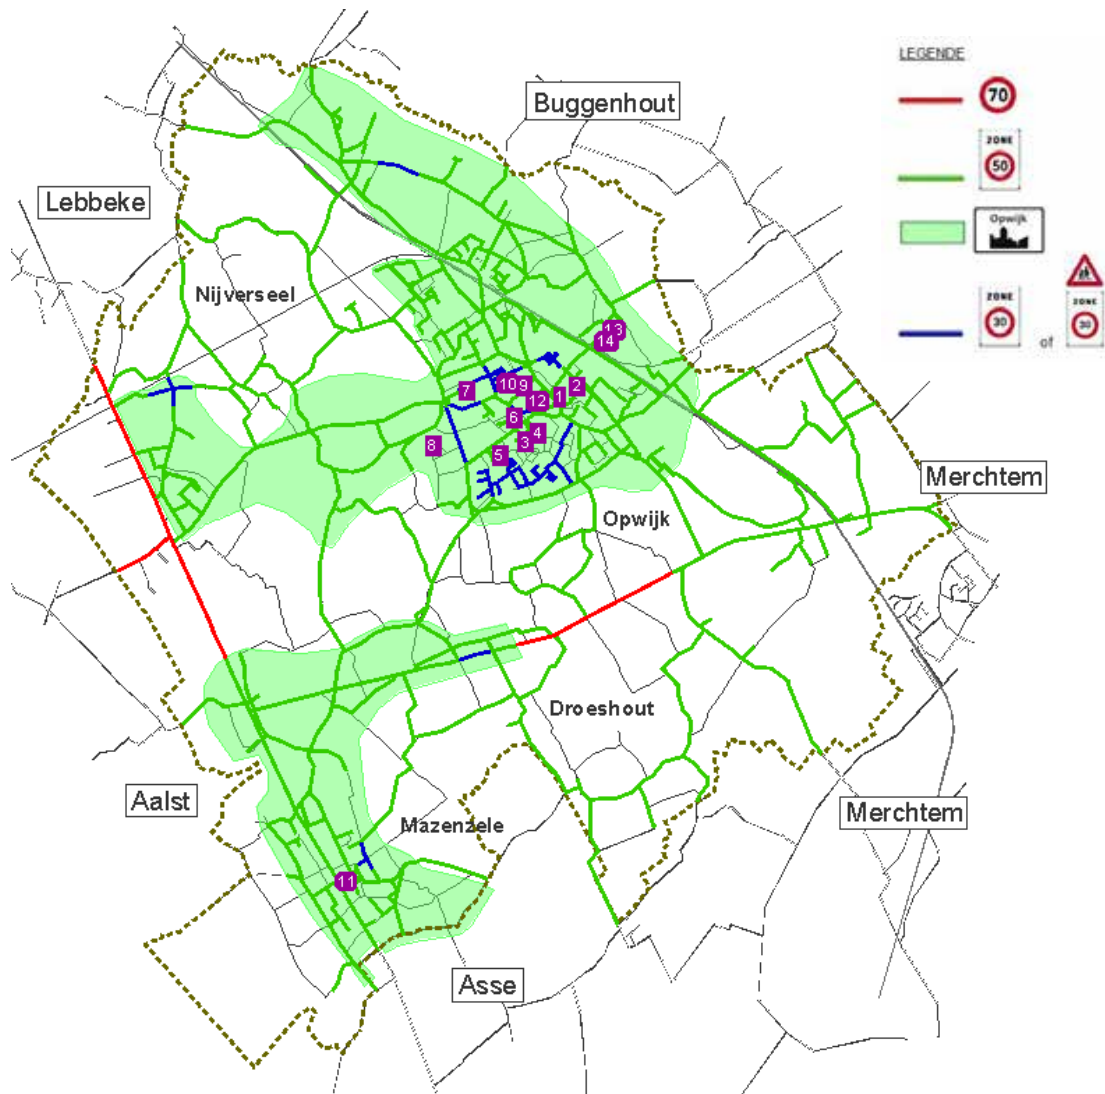 LEGENDE
70
ZONE
50
Opwijk
ZONE
30
of
ZONE
30
Buggenhout
Lebbeke
Nijverseel
13
14
7
10
9
12
1
2
6
8
5
3
4
Merchtem
Opwijk
Droeshout
Aalst
Mazenzele
Merchtem
11
Asse